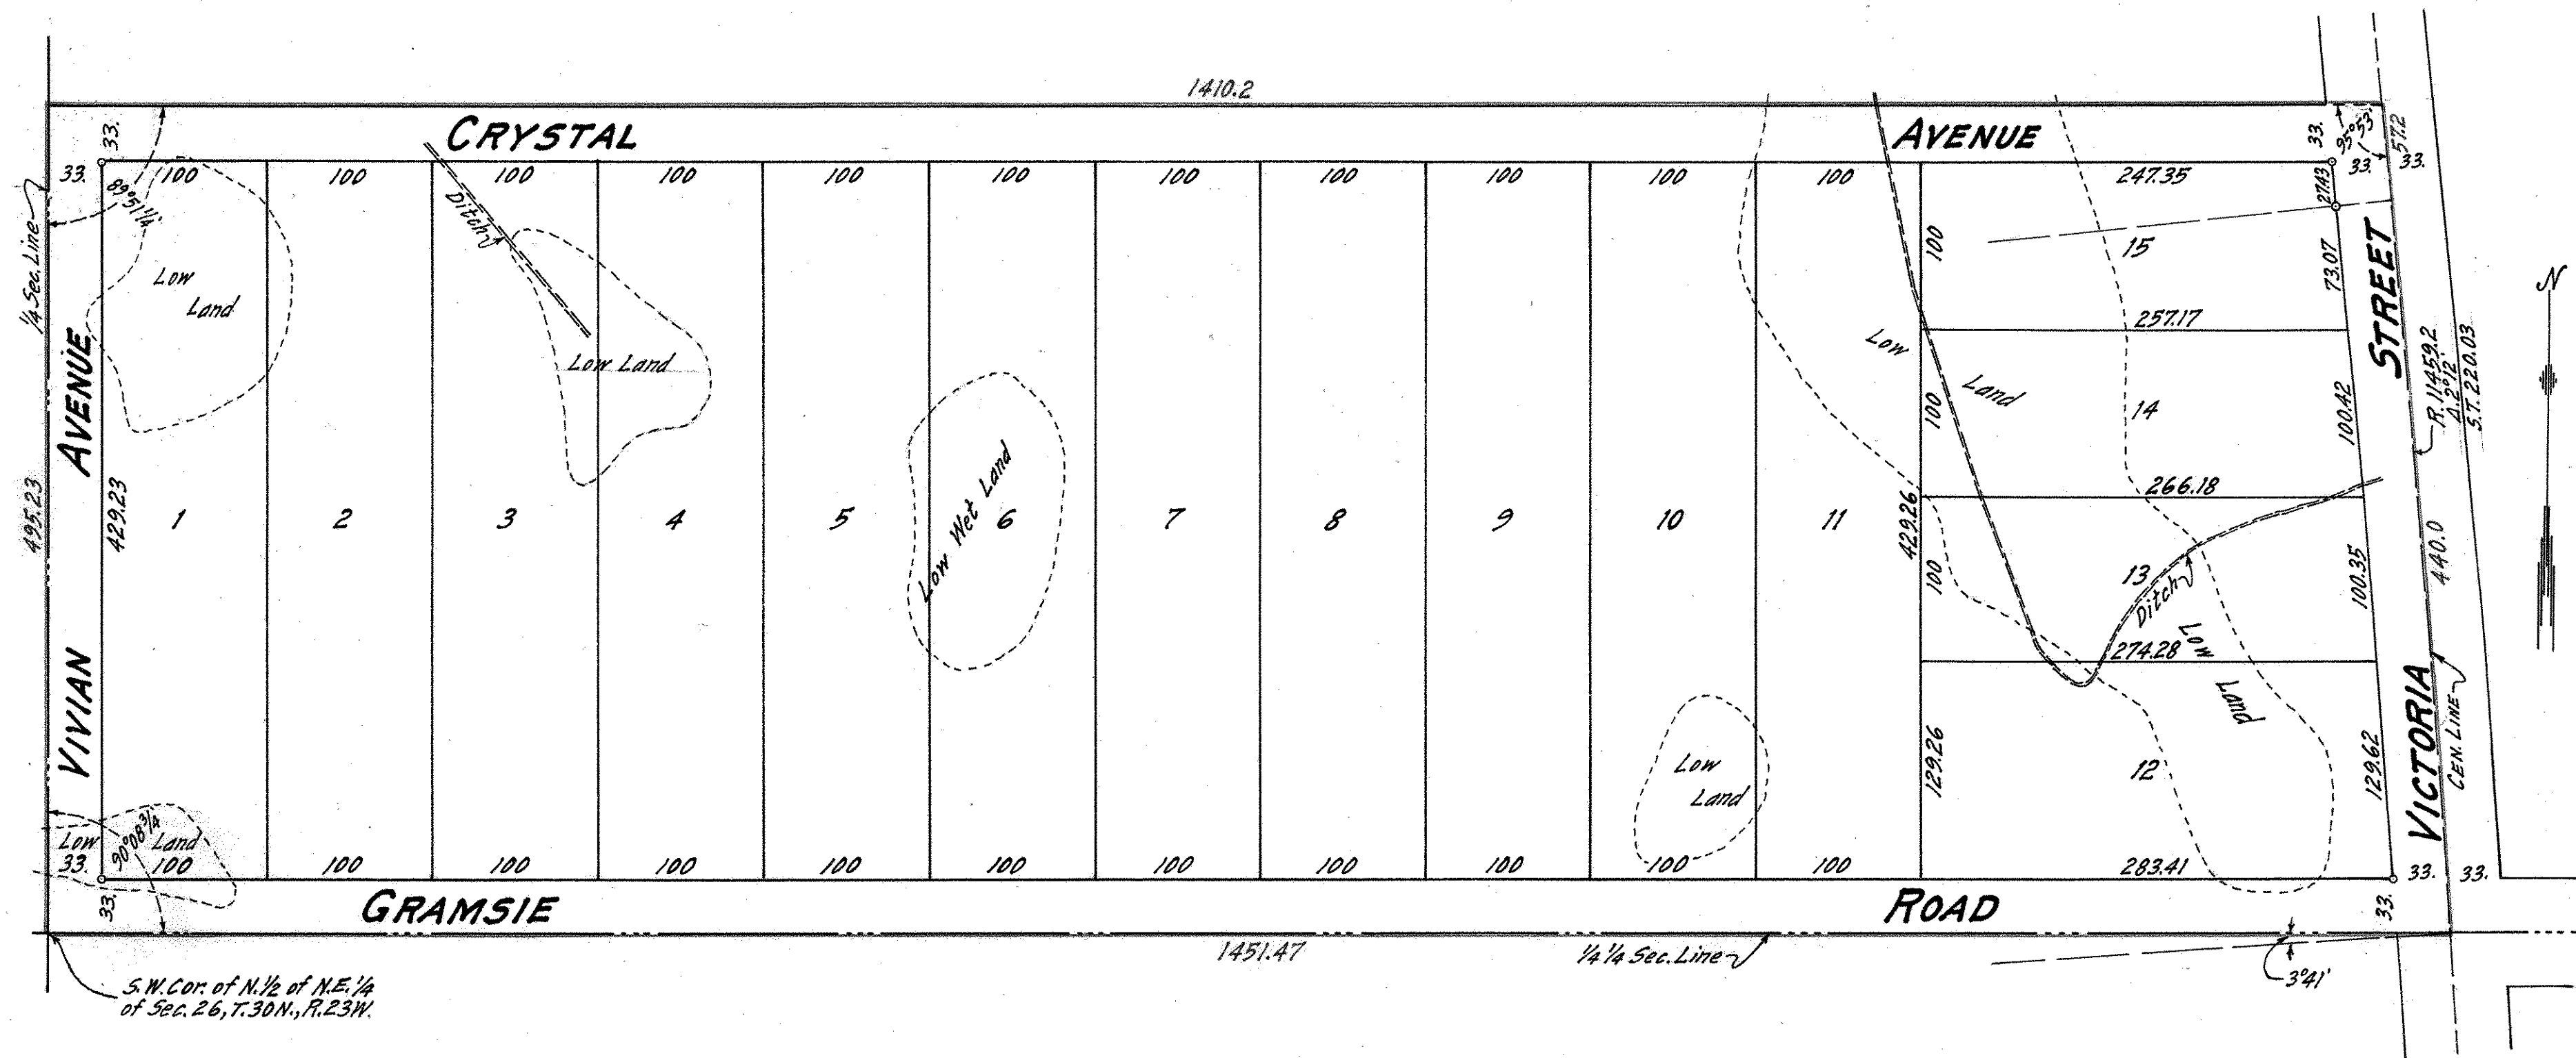 1410.2
CRYSTAL AVENUE
33.
33.
89°51¼'
100 100 100 100 100 100 100 100 100 100 100 247.35
33.
95°53'
57.2
33.
33.
27.43
¼ Sec. Line
Ditch
Low
Land
Low Land
Low Wet Land
Low
Land
100
15
73.07
257.17
STREET
R. 11459.2
A. 2°12'
S.T. 220.03
N
100
14
100.42
266.18
VIVIAN AVENUE
495.23
429.23
1 2 3 4 5 6 7 8 9 10 11
429.26
100
13
Ditch
100.35
440.0
274.28
Low
Land
129.26
12
129.62
VICTORIA
CEN. LINE
Low
Land
Low Land
90°08¾
33.
100 100 100 100 100 100 100 100 100 100 100 283.41
33. 33.
33.
33.
GRAMSIE ROAD
1451.47
¼ ¼ Sec. Line
3°41'
S.W. Cor. of N.½ of N.E.¼
of Sec. 26, T.30N., R.23W.